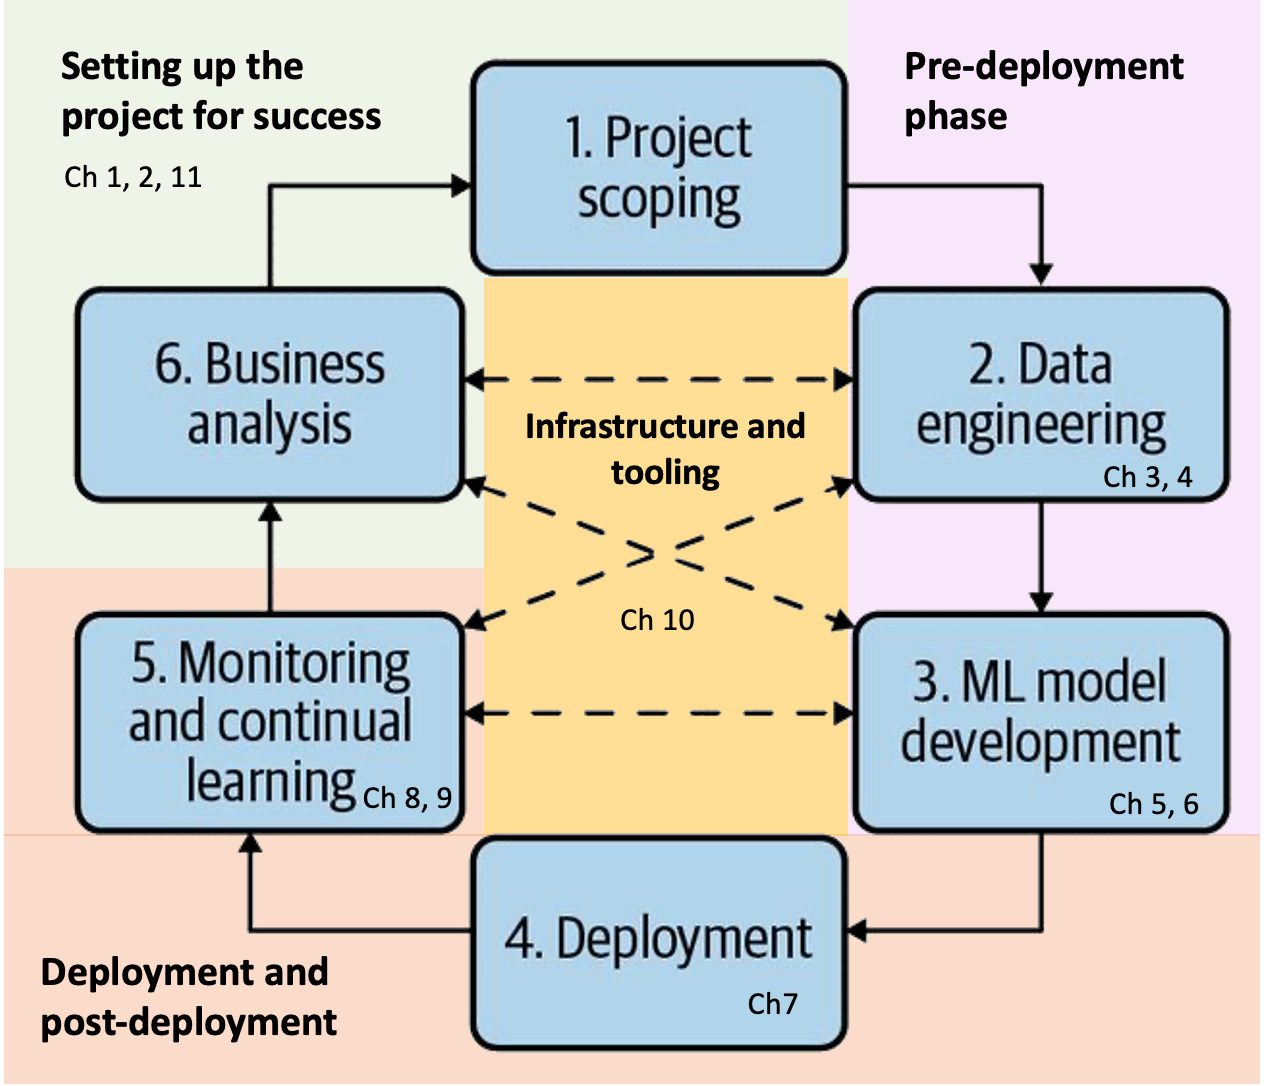 Setting up the
project for success
Ch 1, 2, 11
Pre-deployment
phase
1. Project
scoping
6. Business
analysis
2. Data
engineering
Ch 3, 4
Infrastructure and
tooling
Ch 10
5. Monitoring
and continual
learning
Ch 8, 9
3. ML model
development
Ch 5, 6
4. Deployment
Ch7
Deployment and
post-deployment